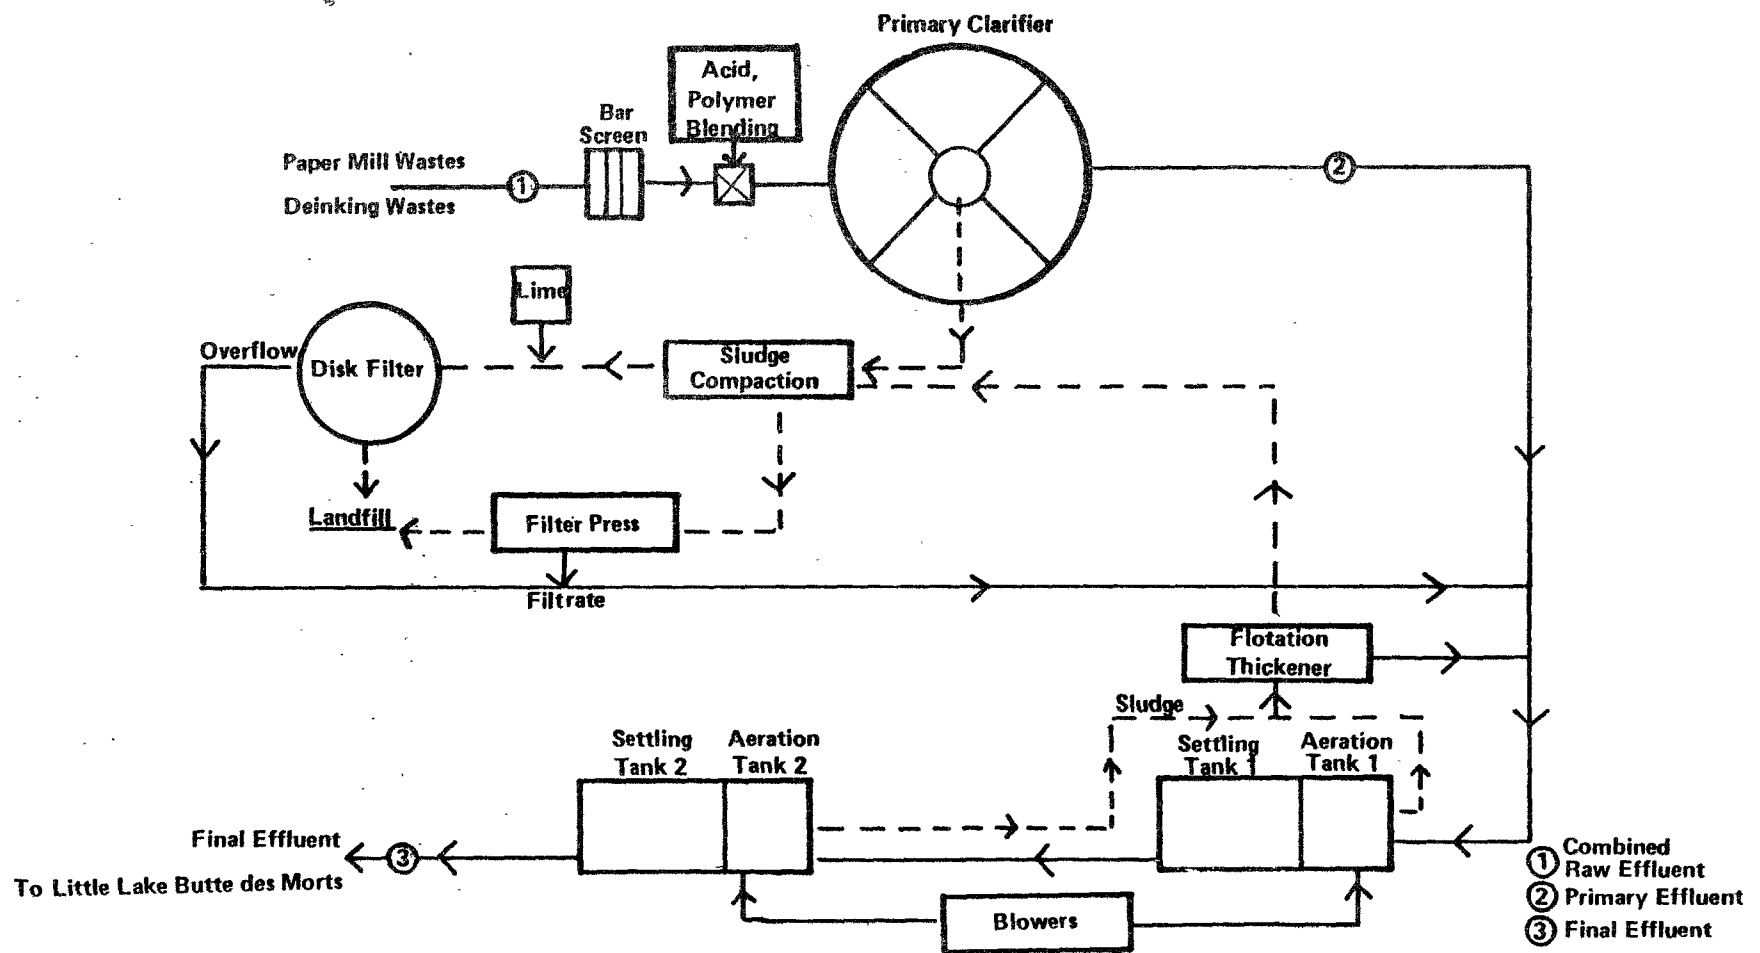 Primary Clarifier
Acid,
Polymer
Blending
Bar
Screen
Paper Mill Wastes
1
2
Deinking Wastes
Lime
Overflow
Disk Filter
Sludge
Compaction
Landfill
Filter Press
Filtrate
Flotation
Thickener
Sludge
Settling
Tank 2
Aeration
Tank 2
Settling
Tank 1
Aeration
Tank 1
Final Effluent
3
To Little Lake Butte des Morts
Blowers
1 Combined
Raw Effluent
2 Primary Effluent
3 Final Effluent